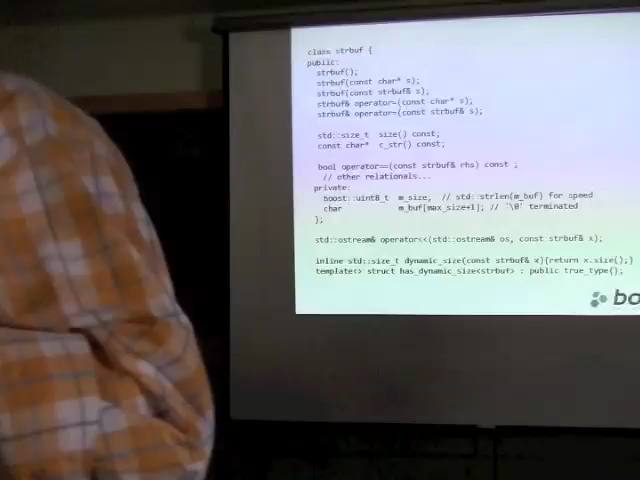 class strbuf {
public:
strbuf();
strbuf(const char* s);
strbuf(const strbuf& s);
strbuf& operator=(const char* s);
strbuf& operator=(const strbuf& s);
std::size_t size() const;
const char* c_str() const;
bool operator==(const strbuf& rhs) const ;
// other relationals...
private:
boost::uint8_t m_size, // std::strlen(m_buf) for speed
char m_buf[max_size+1]; // '\0' terminated
};
std::ostream& operator<<(std::ostream& os, const strbuf& x);
inline std::size_t dynamic_size(const strbuf& x){return x.size();}
template<> struct has_dynamic_size<strbuf> : public true_type{};
bo